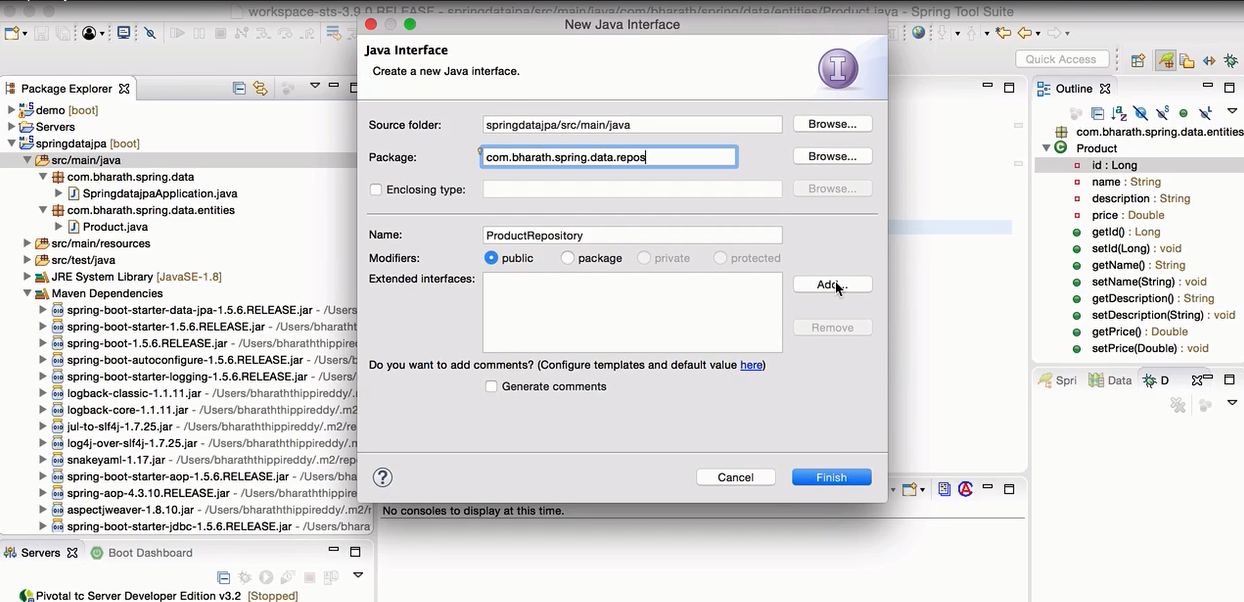 workspace-sts-3.9.0.RELEASE - springdatajpa/src/main/java/com/bharath/spring/data/entities/Product.java - Spring Tool Suite
New Java Interface
Java Interface
Create a new Java interface.
Quick Access
Package Explorer
Outline
Source folder: springdatajpa/src/main/java Browse...
Package: com.bharath.spring.data.repos Browse...
Enclosing type: Browse...
Name: ProductRepository
Modifiers: public package private protected
Extended interfaces: Add...
Remove
Do you want to add comments? (Configure templates and default value here)
Generate comments
Cancel Finish
demo [boot]
Servers
springdatajpa [boot]
src/main/java
com.bharath.spring.data
SpringdatajpaApplication.java
com.bharath.spring.data.entities
Product.java
src/main/resources
src/test/java
JRE System Library [JavaSE-1.8]
Maven Dependencies
spring-boot-starter-data-jpa-1.5.6.RELEASE.jar - /Users/
spring-boot-starter-1.5.6.RELEASE.jar - /Users/bharatht
spring-boot-1.5.6.RELEASE.jar - /Users/bharaththippire
spring-boot-autoconfigure-1.5.6.RELEASE.jar - /Users/b
spring-boot-starter-logging-1.5.6.RELEASE.jar - /Users/
logback-classic-1.1.11.jar - /Users/bharaththippireddy/.m
logback-core-1.1.11.jar - /Users/bharaththippireddy/.m2/
jul-to-slf4j-1.7.25.jar - /Users/bharaththippireddy/.m2/re
log4j-over-slf4j-1.7.25.jar - /Users/bharaththippireddy/.
snakeyaml-1.17.jar - /Users/bharaththippireddy/.m2/rep
spring-boot-starter-aop-1.5.6.RELEASE.jar - /Users/bha
spring-aop-4.3.10.RELEASE.jar - /Users/bharaththippire
aspectjweaver-1.8.10.jar - /Users/bharaththippireddy/.m
spring-boot-starter-jdbc-1.5.6.RELEASE.jar - /Users/bhara
com.bharath.spring.data.entities
Product
id : Long
name : String
description : String
price : Double
getId() : Long
setId(Long) : void
getName() : String
setName(String) : void
getDescription() : String
setDescription(String) : void
getPrice() : Double
setPrice(Double) : void
Spri Data D
No consoles to display at this time.
Servers Boot Dashboard
Pivotal tc Server Developer Edition v3.2 [Stopped]